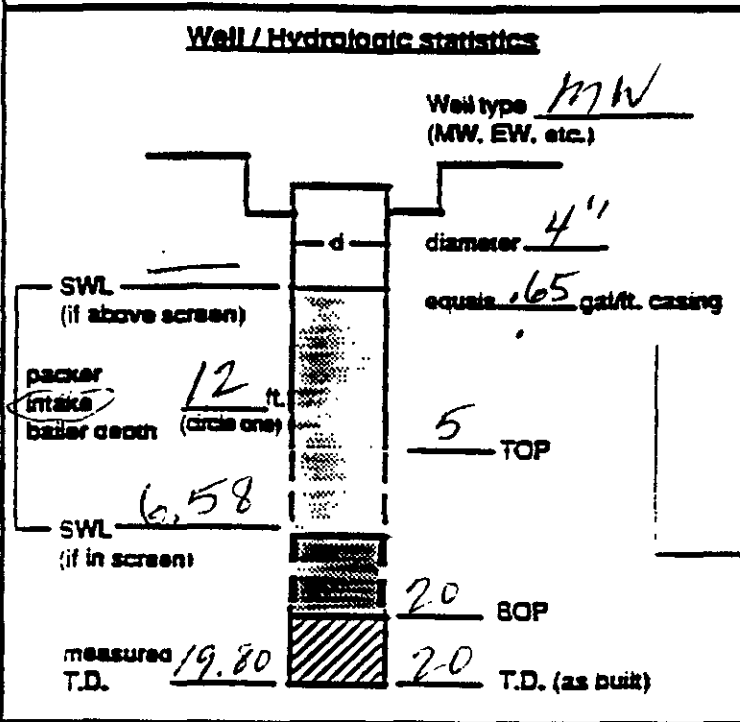 Well / Hydrologic statistics
Well type MW
(MW, EW, etc.)
d
diameter 4"
SWL —
(if above screen)
equals .65 gal/ft. casing
packer
intake 12 ft.
bailer depth (circle one)
5 TOP
SWL 6.58
(if in screen)
20 BOP
measured 19.80
T.D.
20 T.D. (as built)